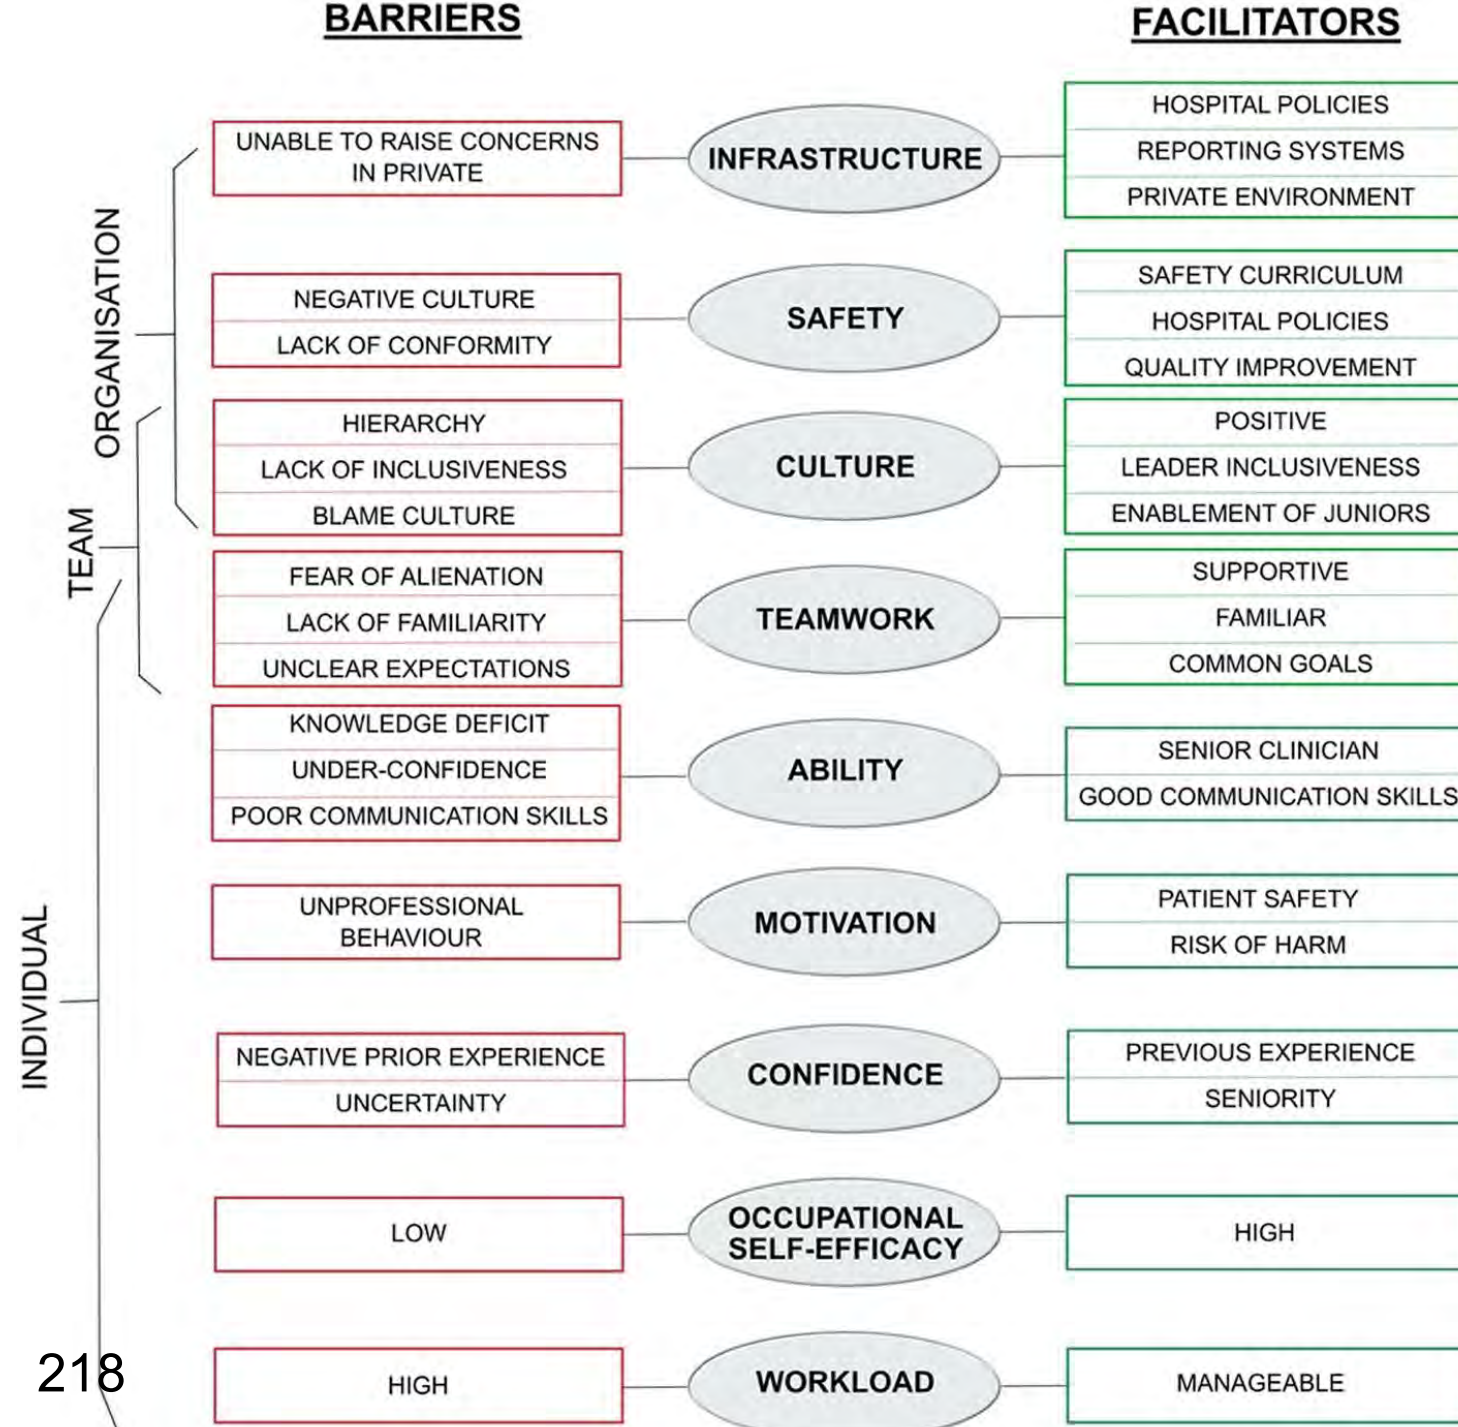 BARRIERS
FACILITATORS
ORGANISATION
TEAM
INDIVIDUAL
UNABLE TO RAISE CONCERNS
IN PRIVATE
INFRASTRUCTURE
HOSPITAL POLICIES
REPORTING SYSTEMS
PRIVATE ENVIRONMENT
NEGATIVE CULTURE
LACK OF CONFORMITY
SAFETY
SAFETY CURRICULUM
HOSPITAL POLICIES
QUALITY IMPROVEMENT
HIERARCHY
LACK OF INCLUSIVENESS
BLAME CULTURE
CULTURE
POSITIVE
LEADER INCLUSIVENESS
ENABLEMENT OF JUNIORS
FEAR OF ALIENATION
LACK OF FAMILIARITY
UNCLEAR EXPECTATIONS
TEAMWORK
SUPPORTIVE
FAMILIAR
COMMON GOALS
KNOWLEDGE DEFICIT
UNDER-CONFIDENCE
POOR COMMUNICATION SKILLS
ABILITY
SENIOR CLINICIAN
GOOD COMMUNICATION SKILLS
UNPROFESSIONAL
BEHAVIOUR
MOTIVATION
PATIENT SAFETY
RISK OF HARM
NEGATIVE PRIOR EXPERIENCE
UNCERTAINTY
CONFIDENCE
PREVIOUS EXPERIENCE
SENIORITY
LOW
OCCUPATIONAL
SELF-EFFICACY
HIGH
HIGH
WORKLOAD
MANAGEABLE
218